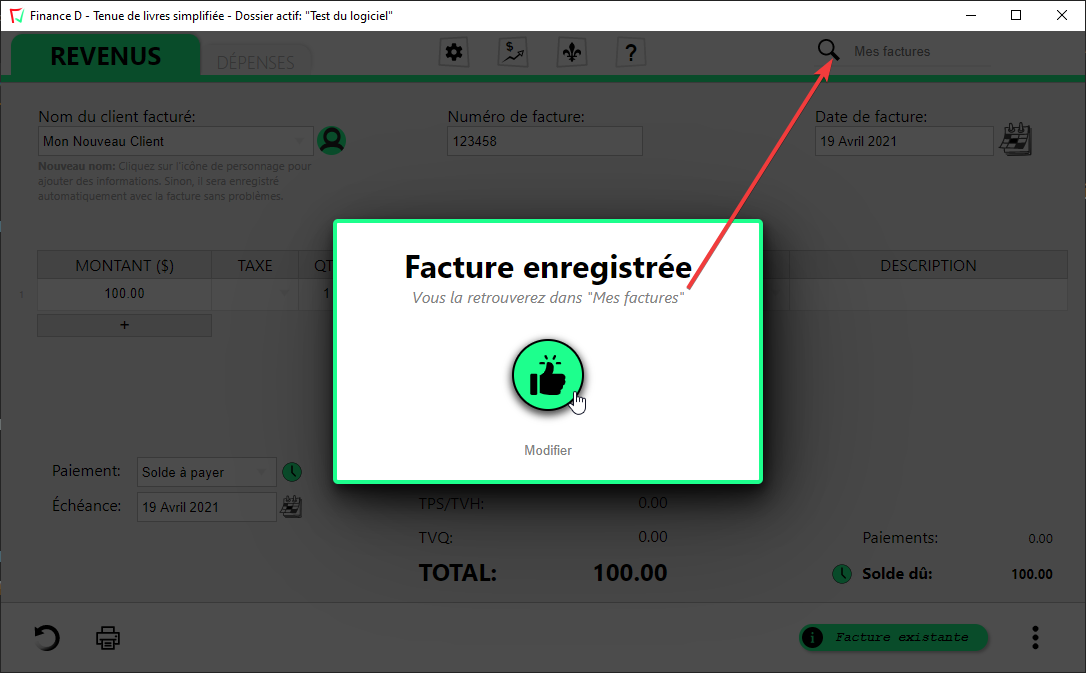 Finance D - Tenue de livres simplifiée - Dossier actif: "Test du logiciel"
REVENUS
DÉPENSES
$
?
Mes factures
Nom du client facturé:
Numéro de facture:
Date de facture:
Mon Nouveau Client
123458
19 Avril 2021
Nouveau nom: Cliquez sur l'icône de personnage pour
ajouter des informations. Sinon, il sera enregistré
automatiquement avec la facture sans problèmes.
MONTANT ($)
TAXE
QT
DESCRIPTION
1
100.00
1
+
Facture enregistrée
Vous la retrouverez dans "Mes factures"
Modifier
Paiement:
Solde à payer
Échéance:
19 Avril 2021
TPS/TVH:
0.00
TVQ:
0.00
TOTAL:
100.00
Paiements:
0.00
Solde dû:
100.00
i
Facture existante